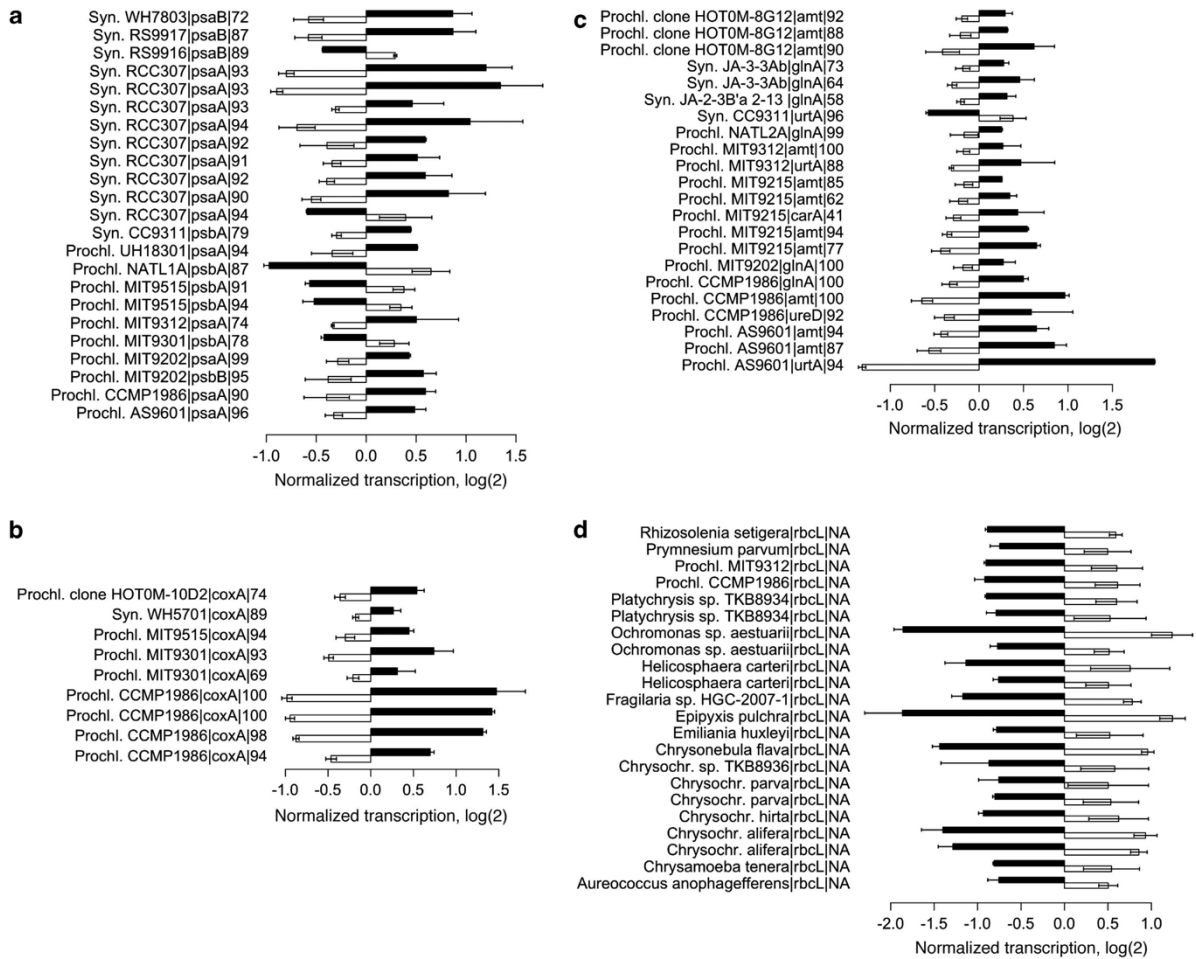 a
Syn. WH7803|psaB|72
Syn. RS9917|psaB|87
Syn. RS9916|psaB|89
Syn. RCC307|psaA|93
Syn. RCC307|psaA|93
Syn. RCC307|psaA|93
Syn. RCC307|psaA|94
Syn. RCC307|psaA|92
Syn. RCC307|psaA|91
Syn. RCC307|psaA|92
Syn. RCC307|psaA|90
Syn. RCC307|psaA|94
Syn. CC9311|psbA|79
Prochl. UH18301|psaA|94
Prochl. NATL1A|psbA|87
Prochl. MIT9515|psbA|91
Prochl. MIT9515|psbA|94
Prochl. MIT9312|psaA|74
Prochl. MIT9301|psbA|78
Prochl. MIT9202|psaA|99
Prochl. MIT9202|psbB|95
Prochl. CCMP1986|psaA|90
Prochl. AS9601|psaA|96
-1.0 -0.5 0.0 0.5 1.0 1.5
Normalized transcription, log(2)
b
Prochl. clone HOT0M-10D2|coxA|74
Syn. WH5701|coxA|89
Prochl. MIT9515|coxA|94
Prochl. MIT9301|coxA|93
Prochl. MIT9301|coxA|69
Prochl. CCMP1986|coxA|100
Prochl. CCMP1986|coxA|100
Prochl. CCMP1986|coxA|98
Prochl. CCMP1986|coxA|94
-1.0 -0.5 0.0 0.5 1.0 1.5
Normalized transcription, log(2)
c
Prochl. clone HOT0M-8G12|amt|92
Prochl. clone HOT0M-8G12|amt|88
Prochl. clone HOT0M-8G12|amt|90
Syn. JA-3-3Ab|glnA|73
Syn. JA-3-3Ab|glnA|64
Syn. JA-2-3B'a 2-13 |glnA|58
Syn. CC9311|urtA|96
Prochl. NATL2A|glnA|99
Prochl. MIT9312|amt|100
Prochl. MIT9312|urtA|88
Prochl. MIT9215|amt|85
Prochl. MIT9215|amt|62
Prochl. MIT9215|carA|41
Prochl. MIT9215|amt|94
Prochl. MIT9215|amt|77
Prochl. MIT9202|glnA|100
Prochl. CCMP1986|glnA|100
Prochl. CCMP1986|amt|100
Prochl. CCMP1986|ureD|92
Prochl. AS9601|amt|94
Prochl. AS9601|amt|87
Prochl. AS9601|urtA|94
-1.0 -0.5 0.0 0.5 1.0 1.5
Normalized transcription, log(2)
d
Rhizosolenia setigera|rbcL|NA
Prymnesium parvum|rbcL|NA
Prochl. MIT9312|rbcL|NA
Prochl. CCMP1986|rbcL|NA
Platychrysis sp. TKB8934|rbcL|NA
Platychrysis sp. TKB8934|rbcL|NA
Ochromonas sp. aestuarii|rbcL|NA
Ochromonas sp. aestuarii|rbcL|NA
Helicosphaera carteri|rbcL|NA
Helicosphaera carteri|rbcL|NA
Fragilaria sp. HGC-2007-1|rbcL|NA
Epipyxis pulchra|rbcL|NA
Emiliania huxleyi|rbcL|NA
Chrysonebula flava|rbcL|NA
Chrysochr. sp. TKB8936|rbcL|NA
Chrysochr. parva|rbcL|NA
Chrysochr. parva|rbcL|NA
Chrysochr. hirta|rbcL|NA
Chrysochr. alifera|rbcL|NA
Chrysochr. alifera|rbcL|NA
Chrysamoeba tenera|rbcL|NA
Aureococcus anophagefferens|rbcL|NA
-2.0 -1.5 -1.0 -0.5 0.0 0.5 1.0
Normalized transcription, log(2)